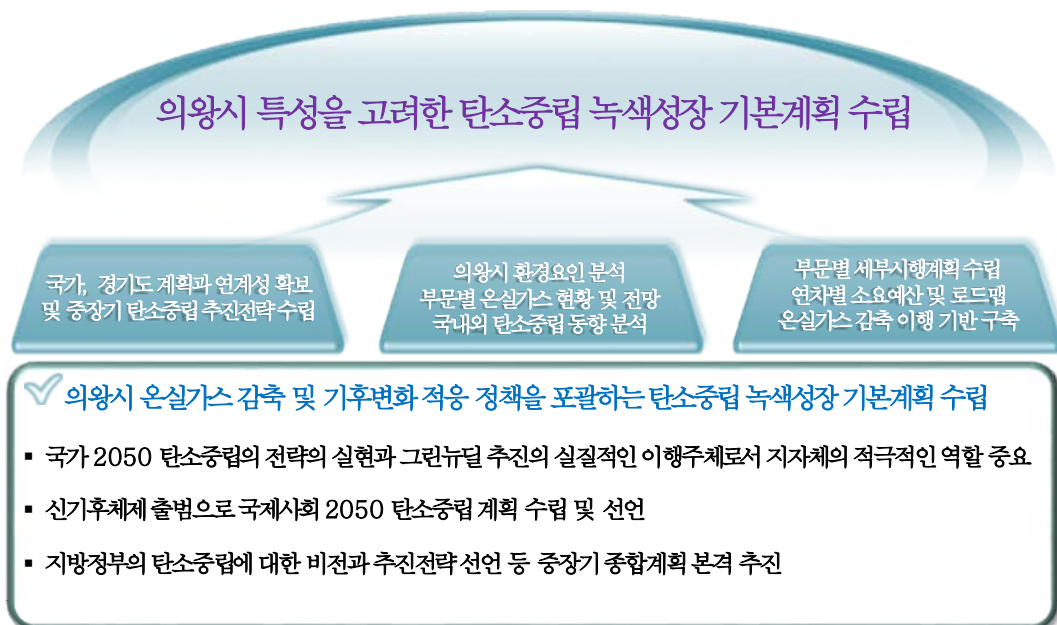 의왕시 특성을 고려한 탄소중립 녹색성장 기본계획 수립
국가, 경기도 계획과 연계성 확보
및 중장기 탄소중립 추진전략 수립
의왕시 환경요인 분석
부문별 온실가스 현황 및 전망
국내외 탄소중립 동향 분석
부문별 세부시행계획 수립
연차별 소요예산 및 로드맵
온실가스 감축 이행 기반 구축
의왕시 온실가스 감축 및 기후변화 적응 정책을 포괄하는 탄소중립 녹색성장 기본계획 수립
▪ 국가 2050 탄소중립의 전략의 실현과 그린뉴딜 추진의 실질적인 이행주체로서 지자체의 적극적인 역할 중요
▪ 신기후체제 출범으로 국제사회 2050 탄소중립 계획 수립 및 선언
▪ 지방정부의 탄소중립에 대한 비전과 추진전략 선언 등 중장기 종합계획 본격 추진